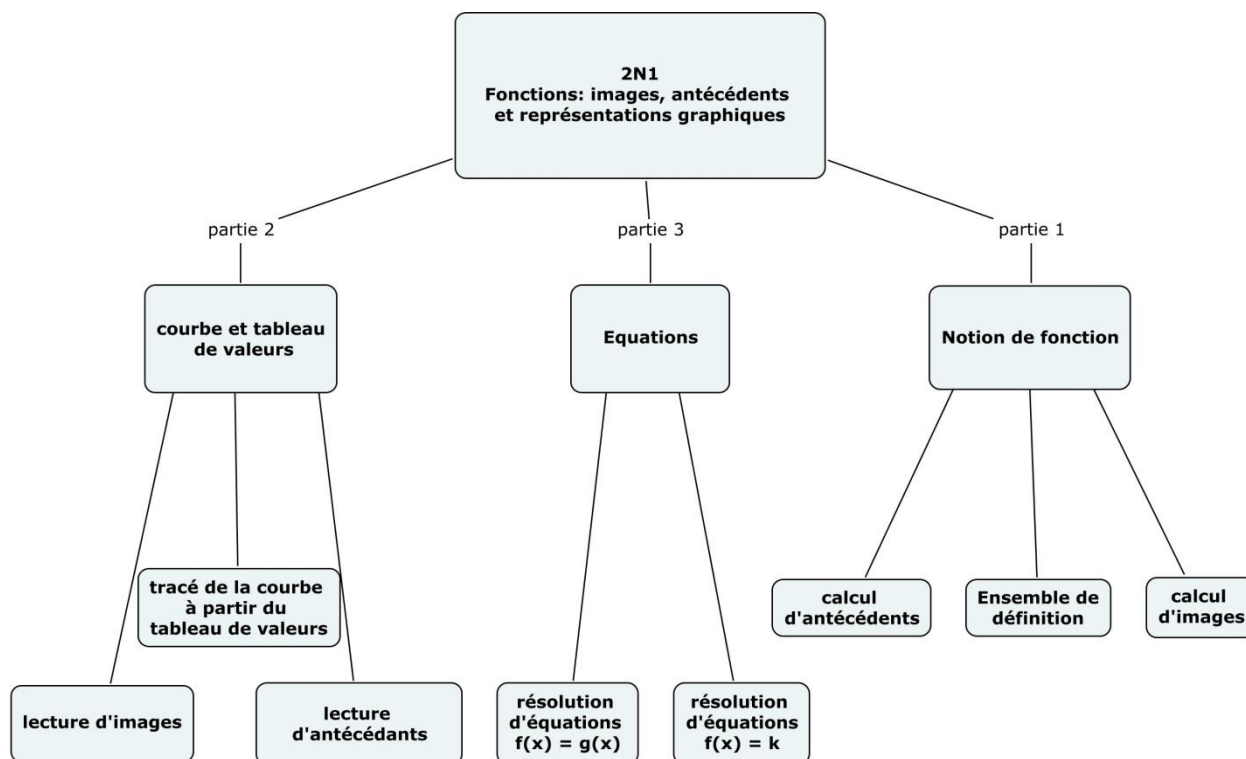 2N1
Fonctions: images, antécédents
et représentations graphiques
partie 2
partie 3
partie 1
courbe et tableau
de valeurs
Equations
Notion de fonction
tracé de la courbe
à partir du
tableau de valeurs
calcul
d'antécédents
Ensemble de
définition
calcul
d'images
lecture d'images
lecture
d'antécédants
résolution
d'équations
f(x) = g(x)
résolution
d'équations
f(x) = k